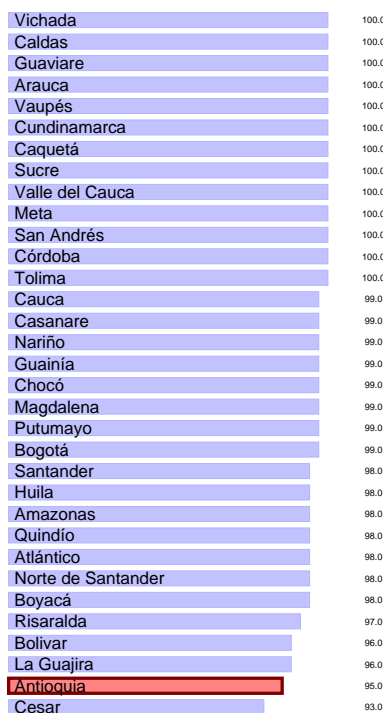 Vichada 100.0
Caldas 100.0
Guaviare 100.0
Arauca 100.0
Vaupés 100.0
Cundinamarca 100.0
Caquetá 100.0
Sucre 100.0
Valle del Cauca 100.0
Meta 100.0
San Andrés 100.0
Córdoba 100.0
Tolima 100.0
Cauca 99.0
Casanare 99.0
Nariño 99.0
Guainía 99.0
Chocó 99.0
Magdalena 99.0
Putumayo 99.0
Bogotá 99.0
Santander 98.0
Huila 98.0
Amazonas 98.0
Quindío 98.0
Atlántico 98.0
Norte de Santander 98.0
Boyacá 98.0
Risaralda 97.0
Bolivar 96.0
La Guajira 96.0
Antioquia 95.0
Cesar 93.0